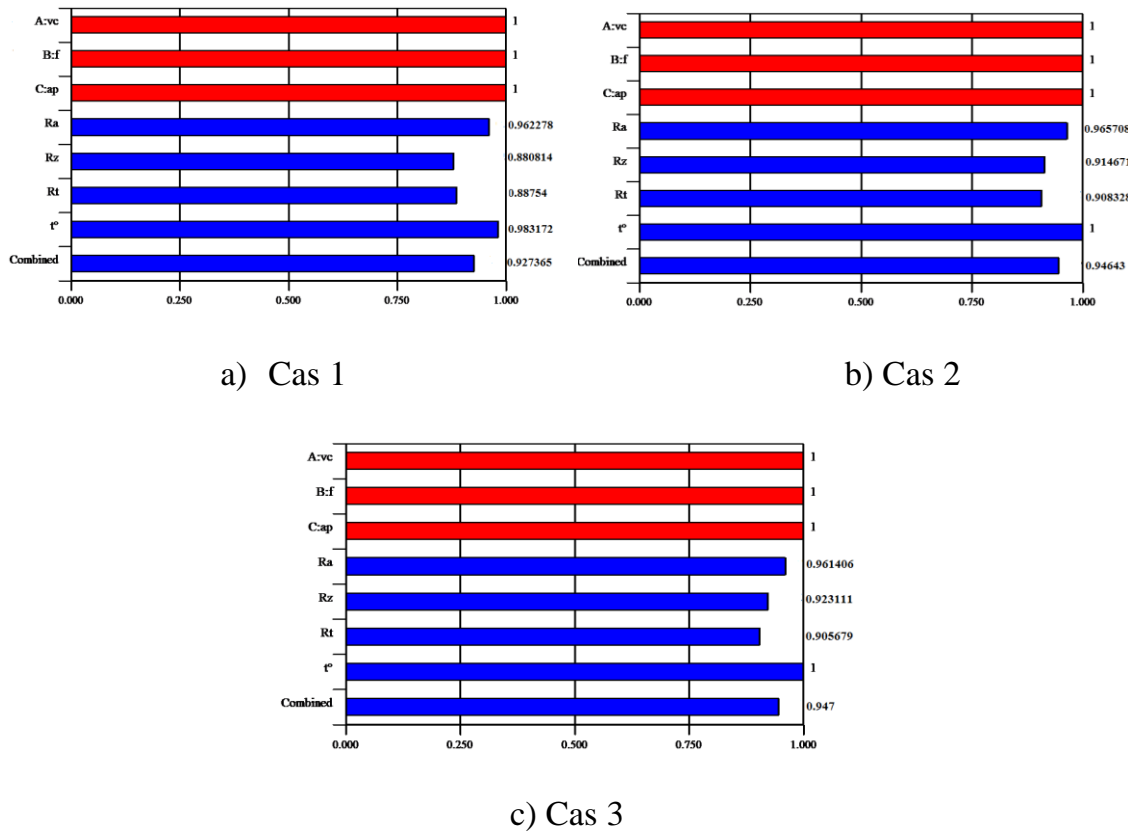 A:vc 1
B:f 1
C:ap 1
Ra 0.962278
Rz 0.880814
Rt 0.88754
t° 0.983172
Combined 0.927365
0.000 0.250 0.500 0.750 1.000
a) Cas 1
A:vc 1
B:f 1
C:ap 1
Ra 0.965708
Rz 0.914671
Rt 0.908328
t° 1
Combined 0.94643
0.000 0.250 0.500 0.750 1.000
b) Cas 2
A:vc 1
B:f 1
C:ap 1
Ra 0.961406
Rz 0.923111
Rt 0.905679
t° 1
Combined 0.947
0.000 0.250 0.500 0.750 1.000
c) Cas 3